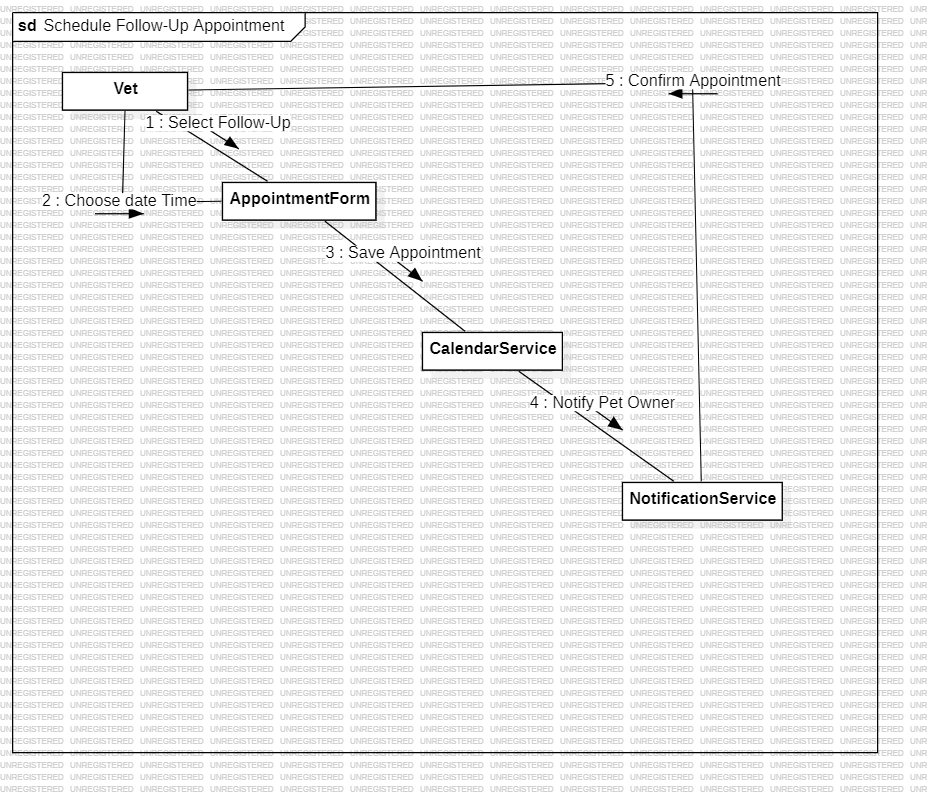 sd Schedule Follow-Up Appointment
Vet
5 : Confirm Appointment
1 : Select Follow-Up
2 : Choose date Time
AppointmentForm
3 : Save Appointment
CalendarService
4 : Notify Pet Owner
NotificationService
UNREGISTERED